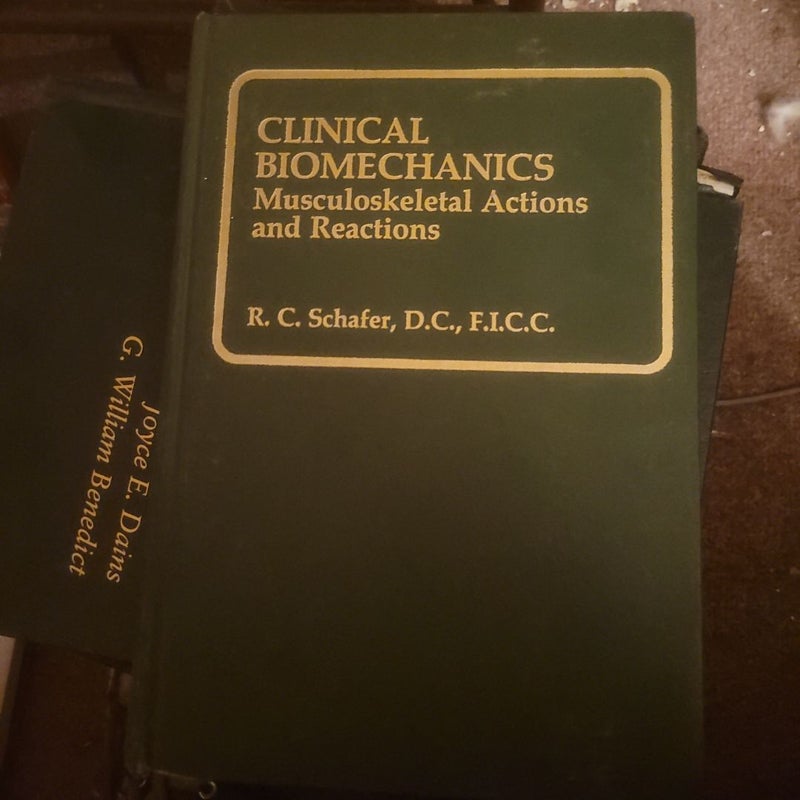 CLINICAL
BIOMECHANICS
Musculoskeletal Actions
and Reactions
R. C. Schafer, D.C., F.I.C.C.
Joyce E. Dains
G. William Benedict